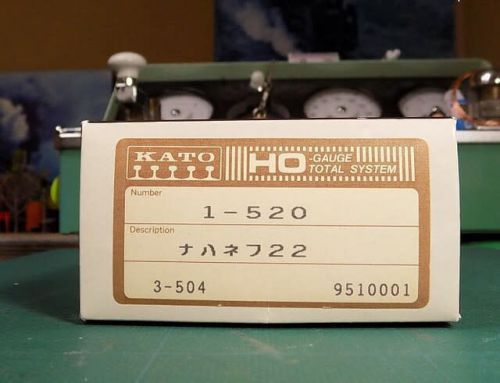 KATO HO-GAUGE TOTAL SYSTEM
Number
1-520
Description
ナハネフ22
3-504 9510001